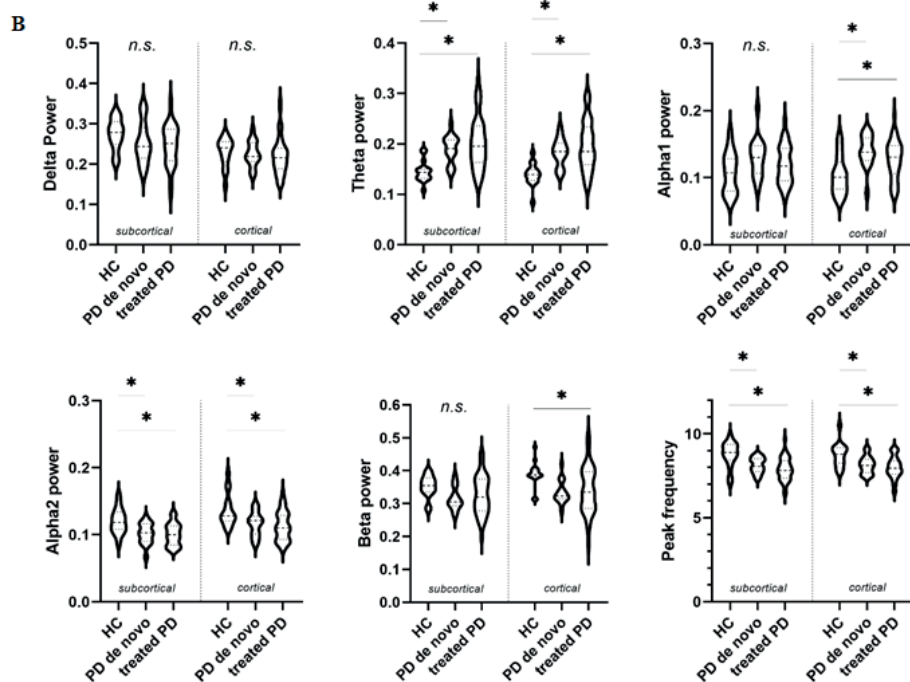 B
Delta Power
0.5
0.4
0.3
0.2
0.1
0.0
n.s.
n.s.
subcortical
cortical
HC
PD de novo
treated PD
HC
PD de novo
treated PD
Theta power
0.4
0.3
0.2
0.1
0.0
*
*
*
*
subcortical
cortical
HC
PD de novo
treated PD
HC
PD de novo
treated PD
Alpha1 power
0.3
0.2
0.1
0.0
n.s.
*
*
subcortical
cortical
HC
PD de novo
treated PD
HC
PD de novo
treated PD
Alpha2 power
0.3
0.2
0.1
0.0
*
*
*
*
subcortical
cortical
HC
PD de novo
treated PD
HC
PD de novo
treated PD
Beta power
0.6
0.5
0.4
0.3
0.2
0.1
0.0
n.s.
*
subcortical
cortical
HC
PD de novo
treated PD
HC
PD de novo
treated PD
Peak frequency
10
5
0
*
*
*
*
subcortical
cortical
HC
PD de novo
treated PD
HC
PD de novo
treated PD